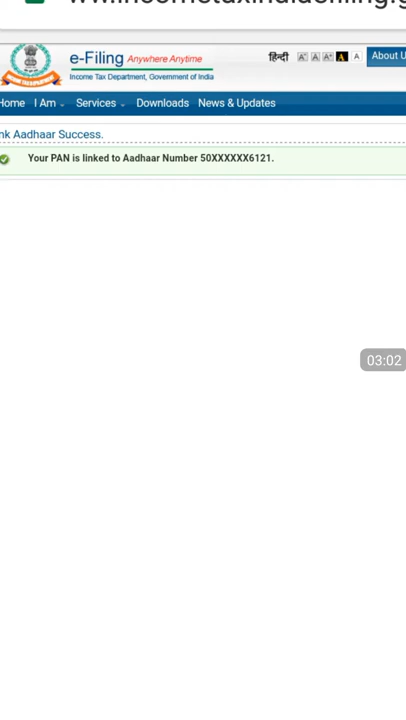 e-Filing Anywhere Anytime
Income Tax Department, Government of India
हिन्दी A⁺ A A⁺ A A About U
Home I Am Services Downloads News & Updates
nk Aadhaar Success.
Your PAN is linked to Aadhaar Number 50XXXXXX6121.
03:02